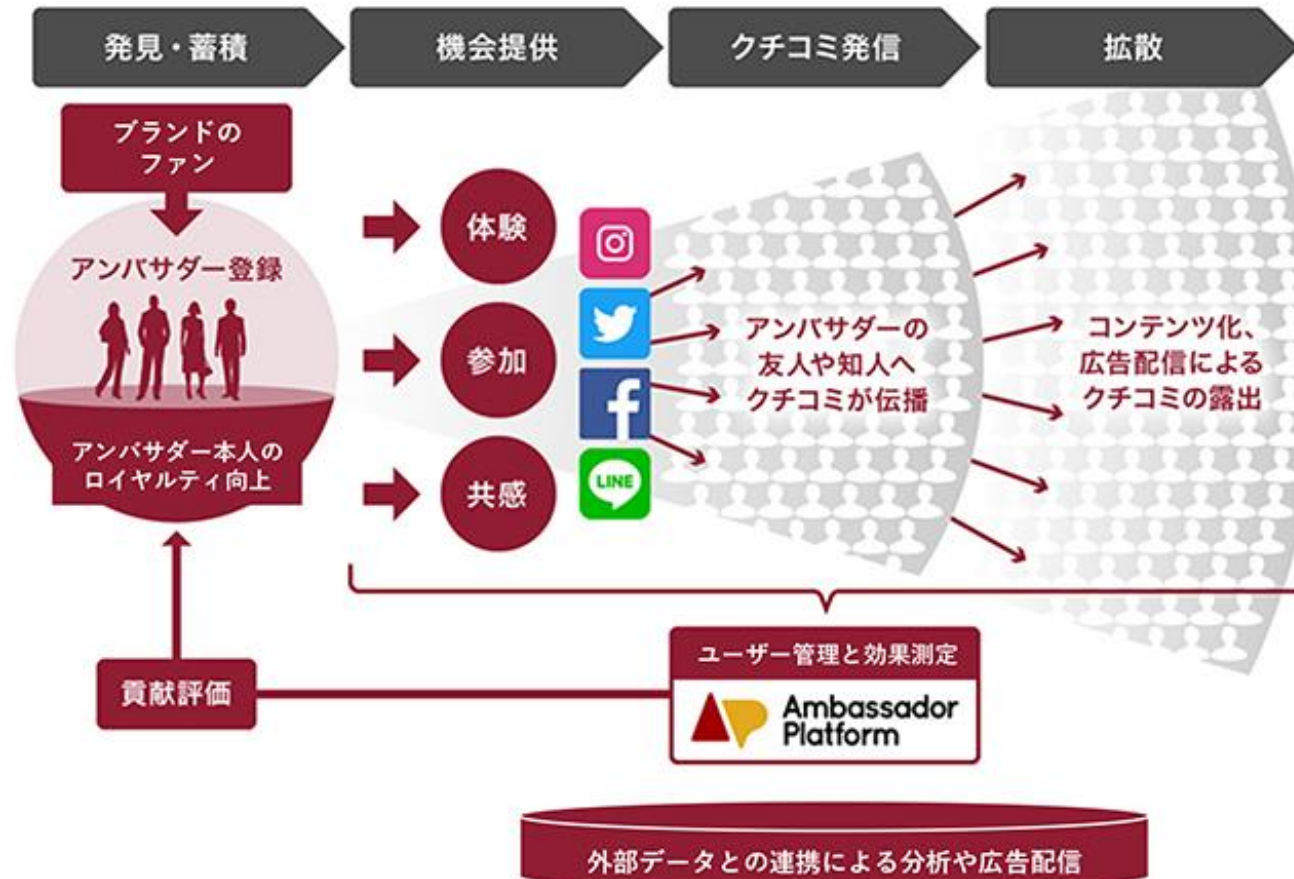 発見・蓄積
機会提供
クチコミ発信
拡散
ブランドの
ファン
アンバサダー登録
アンバサダー本人の
ロイヤルティ向上
体験
参加
共感
LINE
アンバサダーの
友人や知人へ
クチコミが伝播
コンテンツ化、
広告配信による
クチコミの露出
貢献評価
ユーザー管理と効果測定
Ambassador
Platform
外部データとの連携による分析や広告配信